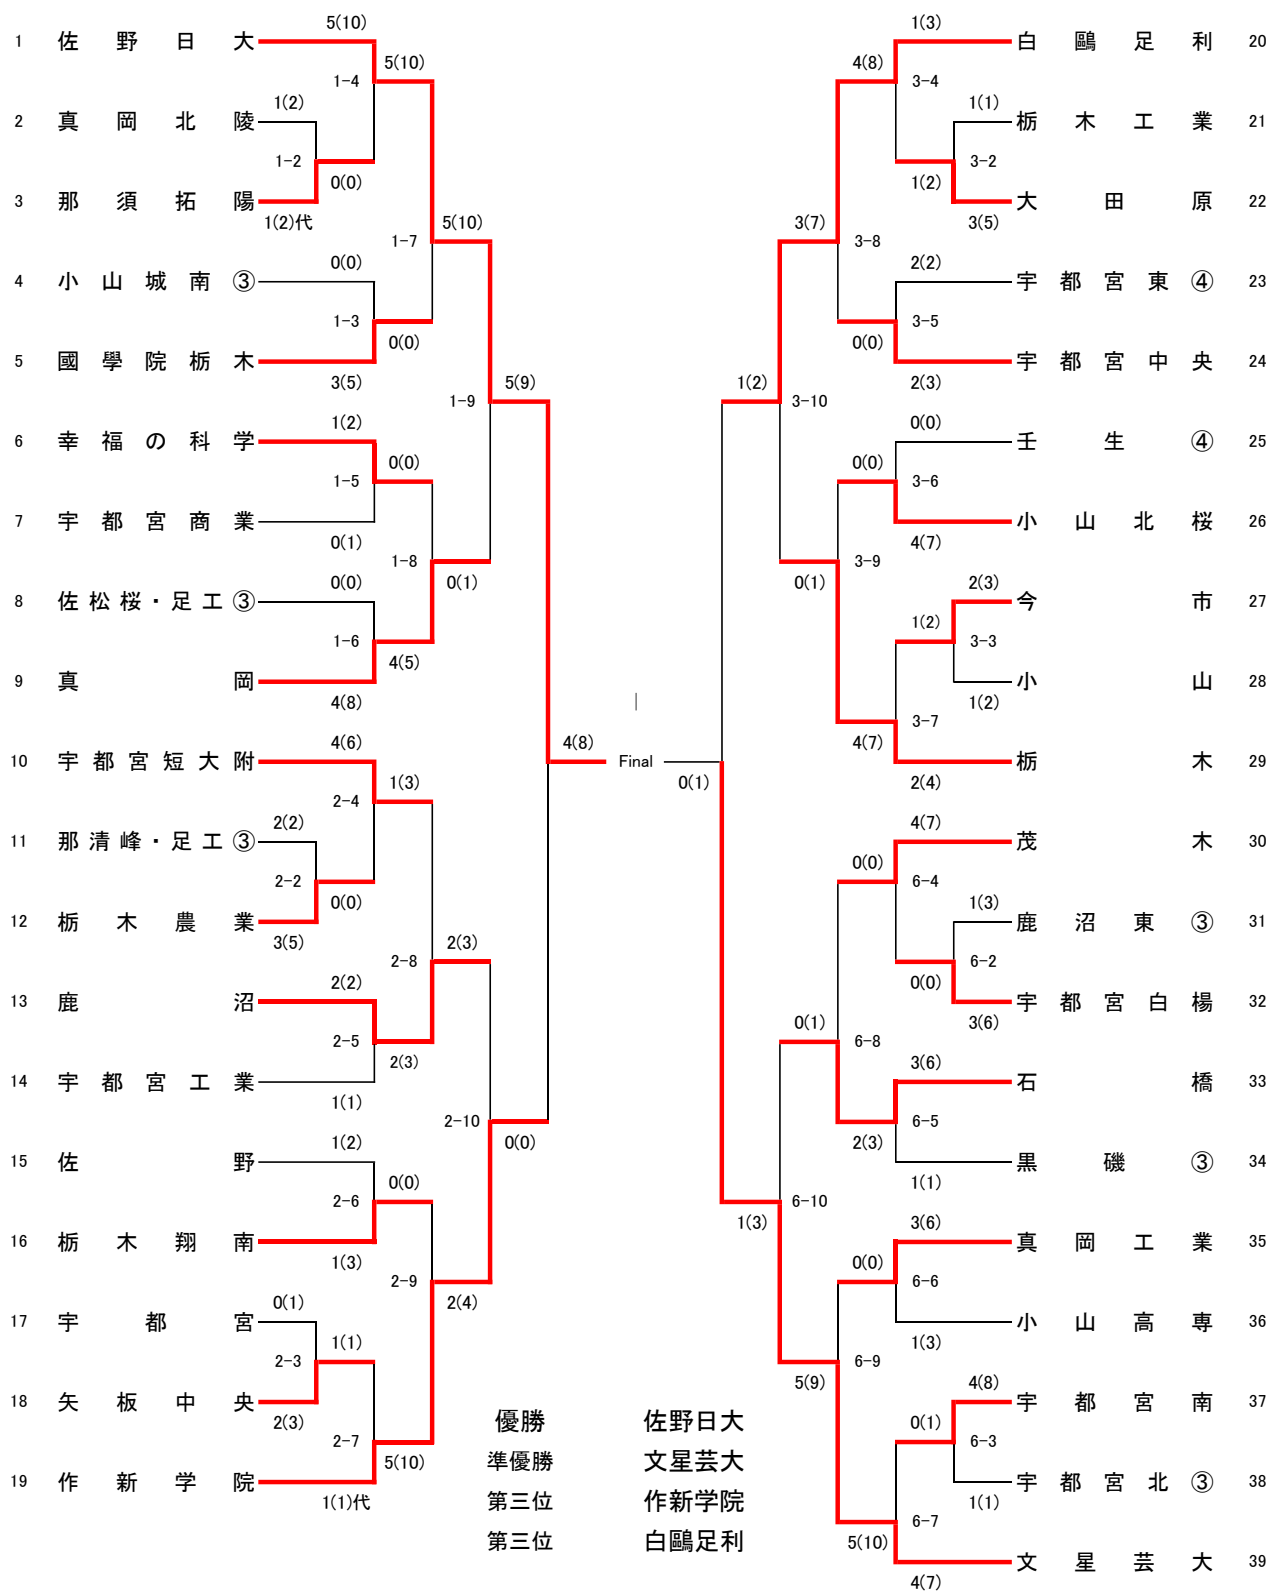 5(10)
1 佐野日大
5(10)
1-4
1(2)
2 真岡北陵
1-2
0(0)
3 那須拓陽
1(2)代
5(10)
1-7
0(0)
4 小山城南③
1-3
0(0)
5 國學院栃木
3(5)
5(9)
1-9
1(2)
6 幸福の科学
0(0)
1-5
7 宇都宮商業
0(1)
1-8
0(1)
0(0)
8 佐松桜・足工③
1-6
4(5)
9 真岡
4(8)
4(6)
10 宇都宮短大附
4(8)
1(3)
2-4
2(2)
11 那清峰・足工③
2-2
0(0)
12 栃木農業
3(5)
2(3)
2-8
2(2)
13 鹿沼
2-5
2(3)
14 宇都宮工業
1(1)
2-10
0(0)
1(2)
15 佐野
0(0)
2-6
16 栃木翔南
1(3)
2-9
2(4)
0(1)
17 宇都宮
1(1)
2-3
18 矢板中央
2(3)
2-7
5(10)
19 作新学院
1(1)代
Final
1(3)
白鷗足利 20
4(8)
3-4
1(1)
栃木工業 21
3-2
1(2)
大田原 22
3(5)
3(7)
3-8
2(2)
宇都宮東④ 23
3-5
0(0)
宇都宮中央 24
2(3)
1(2)
3-10
0(0)
壬生④ 25
0(0)
3-6
小山北桜 26
4(7)
3-9
0(1)
2(3)
今市 27
1(2)
3-3
小山 28
1(2)
3-7
4(7)
栃木 29
2(4)
0(1)
4(7)
茂木 30
0(0)
6-4
1(3)
鹿沼東③ 31
6-2
0(0)
宇都宮白楊 32
3(6)
0(1)
6-8
3(6)
石橋 33
6-5
2(3)
黒磯③ 34
1(1)
6-10
1(3)
3(6)
真岡工業 35
0(0)
6-6
小山高専 36
1(3)
6-9
5(9)
4(8)
宇都宮南 37
0(1)
6-3
宇都宮北③ 38
1(1)
6-7
5(10)
文星芸大 39
4(7)
優勝 佐野日大
準優勝 文星芸大
第三位 作新学院
第三位 白鷗足利